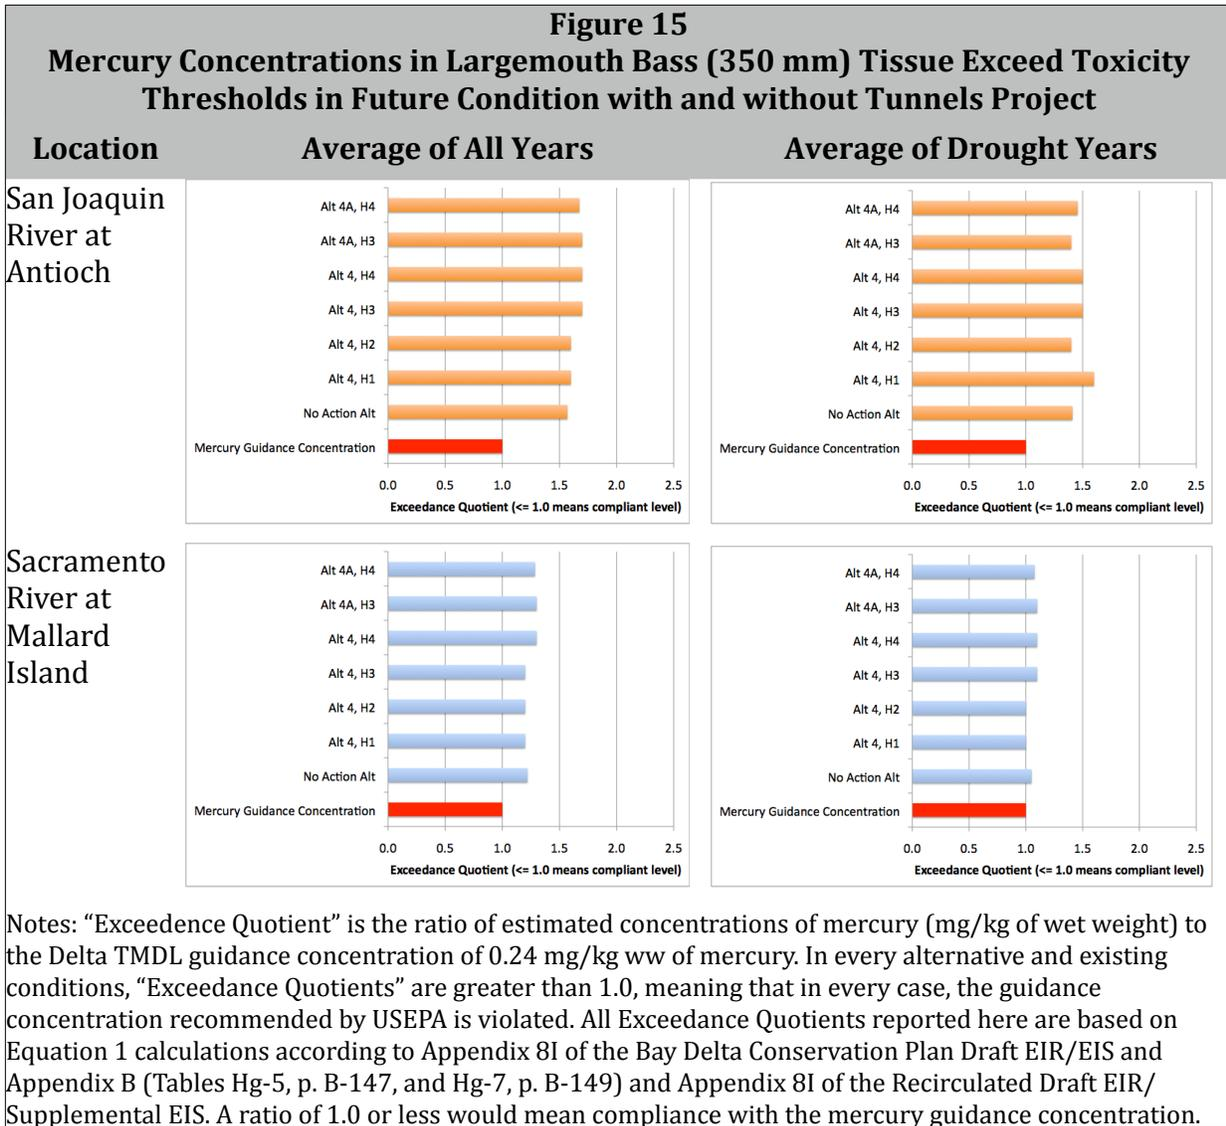 Figure 15
Mercury Concentrations in Largemouth Bass (350 mm) Tissue Exceed Toxicity
Thresholds in Future Condition with and without Tunnels Project
Location Average of All Years Average of Drought Years
San Joaquin
River at
Antioch
Alt 4A, H4
Alt 4A, H3
Alt 4, H4
Alt 4, H3
Alt 4, H2
Alt 4, H1
No Action Alt
Mercury Guidance Concentration
0.0 0.5 1.0 1.5 2.0 2.5
Exceedance Quotient (<= 1.0 means compliant level)
Alt 4A, H4
Alt 4A, H3
Alt 4, H4
Alt 4, H3
Alt 4, H2
Alt 4, H1
No Action Alt
Mercury Guidance Concentration
0.0 0.5 1.0 1.5 2.0 2.5
Exceedance Quotient (<= 1.0 means compliant level)
Sacramento
River at
Mallard
Island
Alt 4A, H4
Alt 4A, H3
Alt 4, H4
Alt 4, H3
Alt 4, H2
Alt 4, H1
No Action Alt
Mercury Guidance Concentration
0.0 0.5 1.0 1.5 2.0 2.5
Exceedance Quotient (<= 1.0 means compliant level)
Alt 4A, H4
Alt 4A, H3
Alt 4, H4
Alt 4, H3
Alt 4, H2
Alt 4, H1
No Action Alt
Mercury Guidance Concentration
0.0 0.5 1.0 1.5 2.0 2.5
Exceedance Quotient (<= 1.0 means compliant level)
Notes: “Exceedence Quotient” is the ratio of estimated concentrations of mercury (mg/kg of wet weight) to
the Delta TMDL guidance concentration of 0.24 mg/kg ww of mercury. In every alternative and existing
conditions, “Exceedance Quotients” are greater than 1.0, meaning that in every case, the guidance
concentration recommended by USEPA is violated. All Exceedance Quotients reported here are based on
Equation 1 calculations according to Appendix 8I of the Bay Delta Conservation Plan Draft EIR/EIS and
Appendix B (Tables Hg-5, p. B-147, and Hg-7, p. B-149) and Appendix 8I of the Recirculated Draft EIR/
Supplemental EIS. A ratio of 1.0 or less would mean compliance with the mercury guidance concentration.